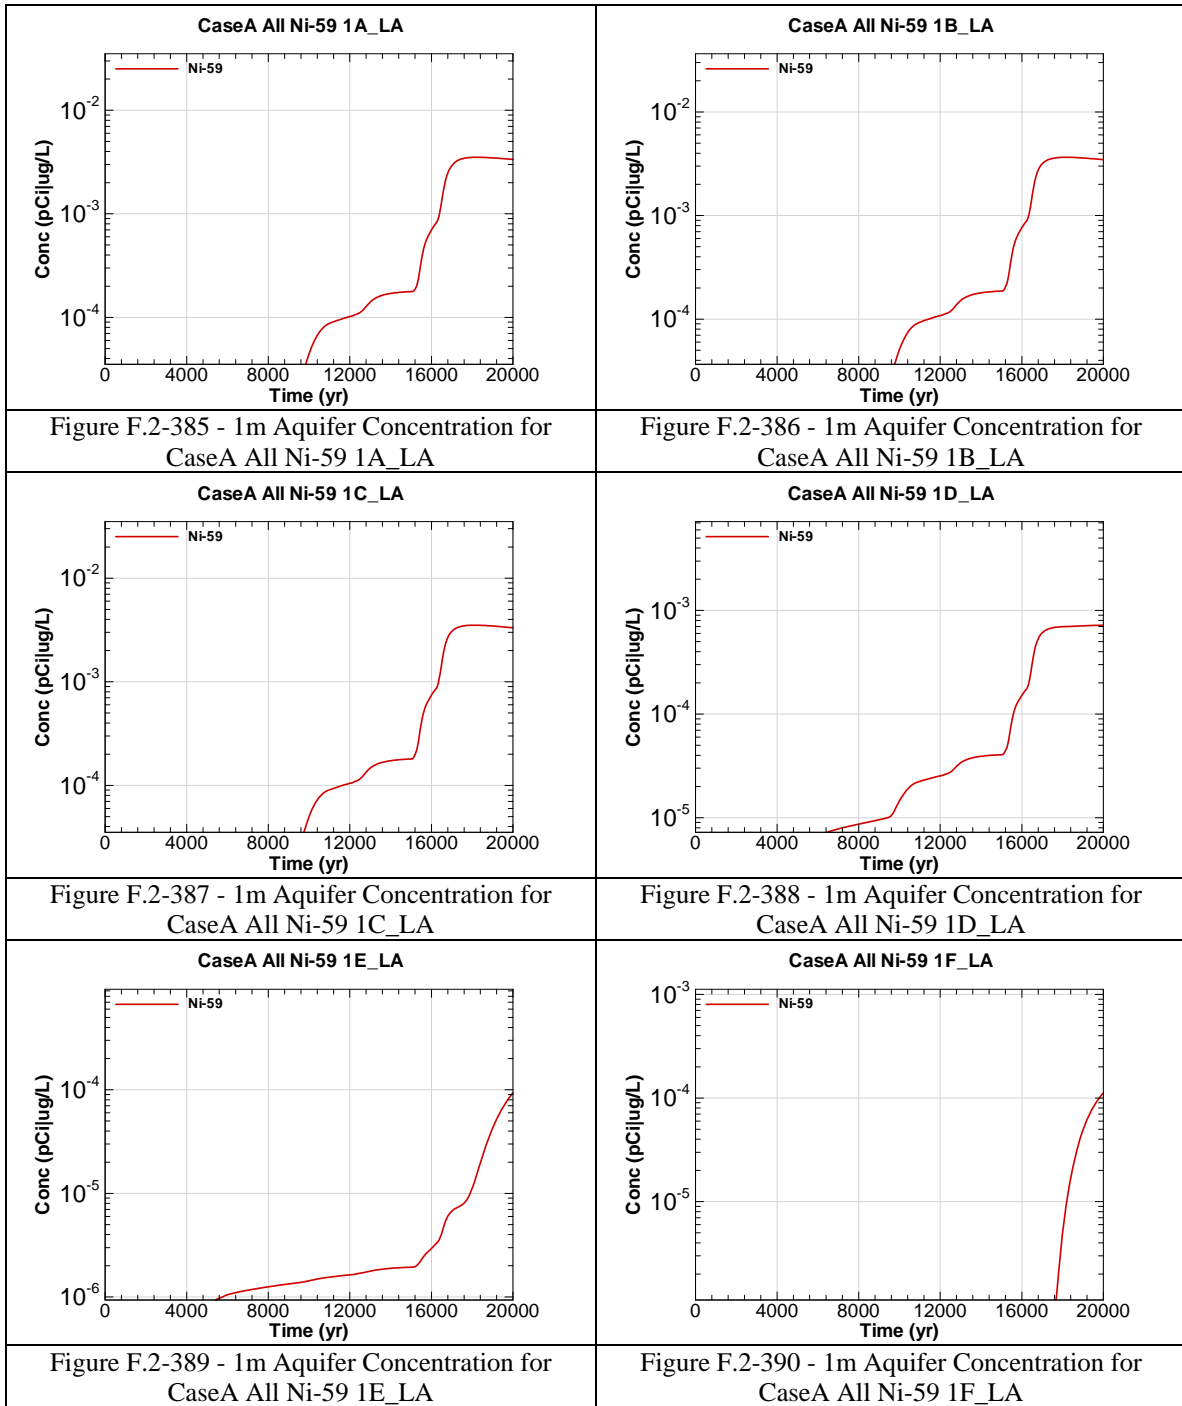 CaseA All Ni-59 1A_LA
Ni-59
10-2
10-3
10-4
Conc (pCi|ug/L)
0 4000 8000 12000 16000 20000
Time (yr)
Figure F.2-385 - 1m Aquifer Concentration for
CaseA All Ni-59 1A_LA
CaseA All Ni-59 1B_LA
Ni-59
10-2
10-3
10-4
Conc (pCi|ug/L)
0 4000 8000 12000 16000 20000
Time (yr)
Figure F.2-386 - 1m Aquifer Concentration for
CaseA All Ni-59 1B_LA
CaseA All Ni-59 1C_LA
Ni-59
10-2
10-3
10-4
Conc (pCi|ug/L)
0 4000 8000 12000 16000 20000
Time (yr)
Figure F.2-387 - 1m Aquifer Concentration for
CaseA All Ni-59 1C_LA
CaseA All Ni-59 1D_LA
Ni-59
10-3
10-4
10-5
Conc (pCi|ug/L)
0 4000 8000 12000 16000 20000
Time (yr)
Figure F.2-388 - 1m Aquifer Concentration for
CaseA All Ni-59 1D_LA
CaseA All Ni-59 1E_LA
Ni-59
10-4
10-5
10-6
Conc (pCi|ug/L)
0 4000 8000 12000 16000 20000
Time (yr)
Figure F.2-389 - 1m Aquifer Concentration for
CaseA All Ni-59 1E_LA
CaseA All Ni-59 1F_LA
Ni-59
10-3
10-4
10-5
Conc (pCi|ug/L)
0 4000 8000 12000 16000 20000
Time (yr)
Figure F.2-390 - 1m Aquifer Concentration for
CaseA All Ni-59 1F_LA